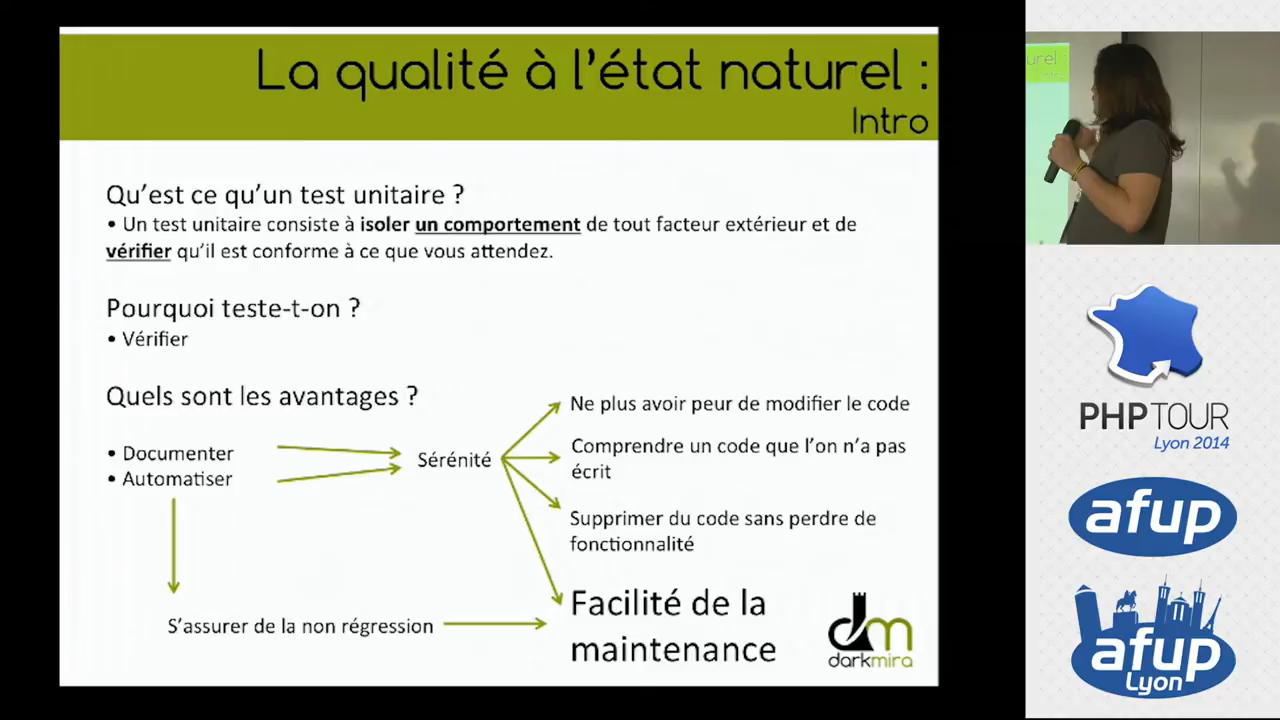 La qualité à l'état naturel :
Intro
Qu'est ce qu'un test unitaire ?
• Un test unitaire consiste à isoler un comportement de tout facteur extérieur et de
vérifier qu'il est conforme à ce que vous attendez.
Pourquoi teste-t-on ?
• Vérifier
Quels sont les avantages ?
• Documenter
• Automatiser
Sérénité
Ne plus avoir peur de modifier le code
Comprendre un code que l'on n'a pas
écrit
Supprimer du code sans perdre de
fonctionnalité
S'assurer de la non régression
Facilité de la
maintenance
dm
darkmira
urel :
Intro
PHP TOUR
Lyon 2014
afup
afup
Lyon